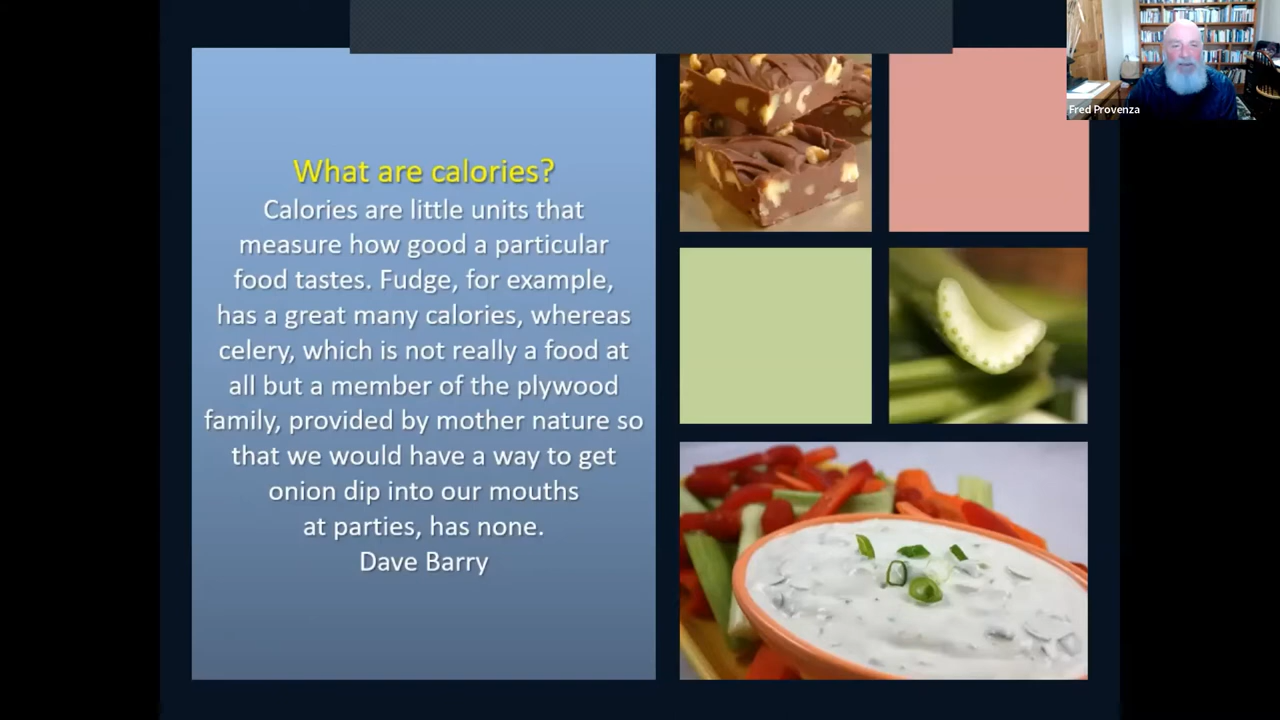 What are calories?
Calories are little units that
measure how good a particular
food tastes. Fudge, for example,
has a great many calories, whereas
celery, which is not really a food at
all but a member of the plywood
family, provided by mother nature so
that we would have a way to get
onion dip into our mouths
at parties, has none.
Dave Barry
Fred Provenza